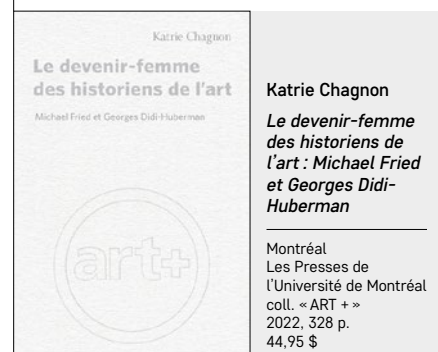 Katrie Chagnon
Le devenir-femme
des historiens de l'art
Michael Fried et Georges Didi-Huberman
art+
Katrie Chagnon
Le devenir-femme
des historiens de
l'art : Michael Fried
et Georges Didi-
Huberman
Montréal
Les Presses de
l'Université de Montréal
coll. « ART + »
2022, 328 p.
44,95 $